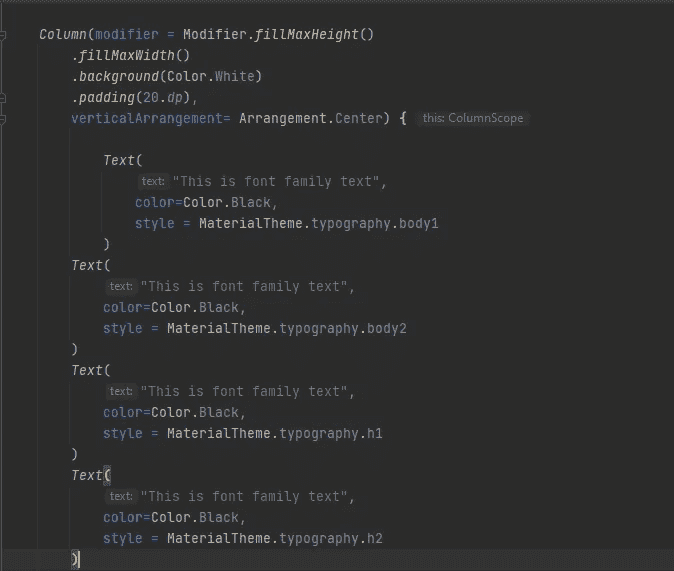 Column(modifier = Modifier.fillMaxHeight()
.fillMaxWidth()
.background(Color.White)
.padding(20.dp),
verticalArrangement= Arrangement.Center) { this: ColumnScope
Text(
text: "This is font family text",
color=Color.Black,
style = MaterialTheme.typography.body1
)
Text(
text: "This is font family text",
color=Color.Black,
style = MaterialTheme.typography.body2
)
Text(
text: "This is font family text",
color=Color.Black,
style = MaterialTheme.typography.h1
)
Text(
text: "This is font family text",
color=Color.Black,
style = MaterialTheme.typography.h2
)